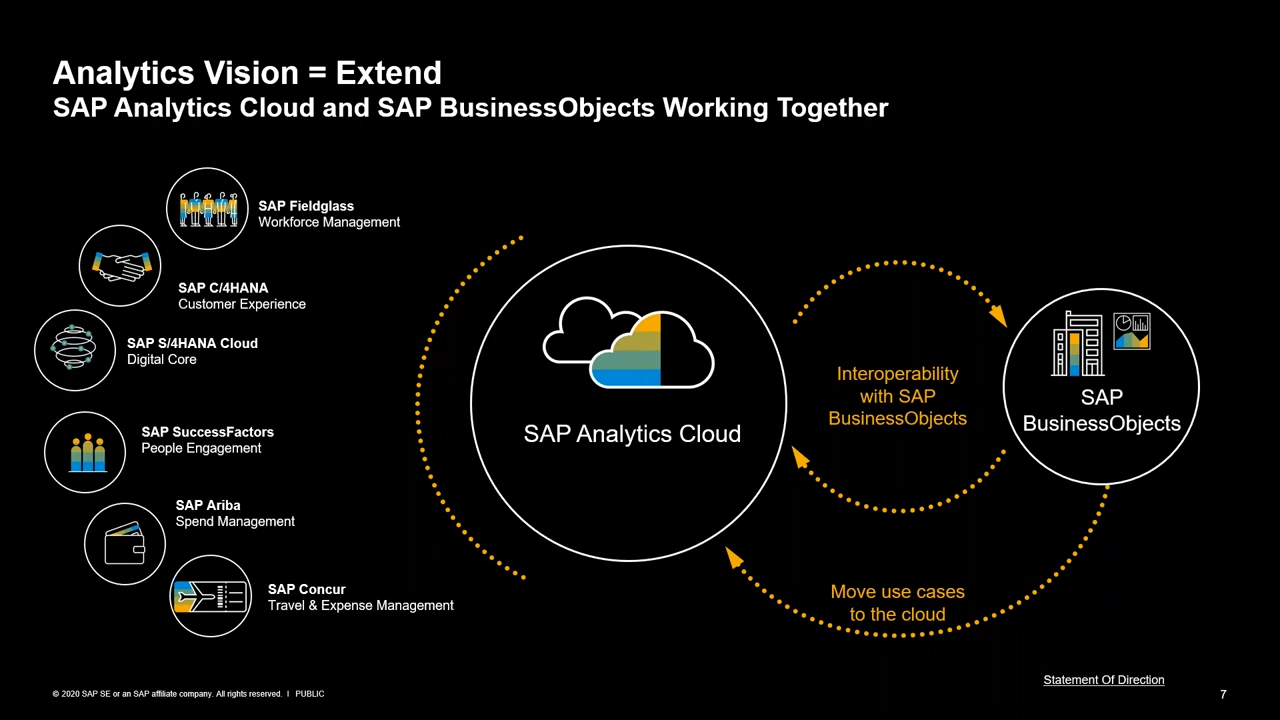 Analytics Vision = Extend
SAP Analytics Cloud and SAP BusinessObjects Working Together
SAP Fieldglass
Workforce Management
SAP C/4HANA
Customer Experience
SAP S/4HANA Cloud
Digital Core
SAP SuccessFactors
People Engagement
SAP Ariba
Spend Management
SAP Concur
Travel & Expense Management
SAP Analytics Cloud
Interoperability
with SAP
BusinessObjects
SAP
BusinessObjects
Move use cases
to the cloud
Statement Of Direction
© 2020 SAP SE or an SAP affiliate company. All rights reserved. I PUBLIC
7